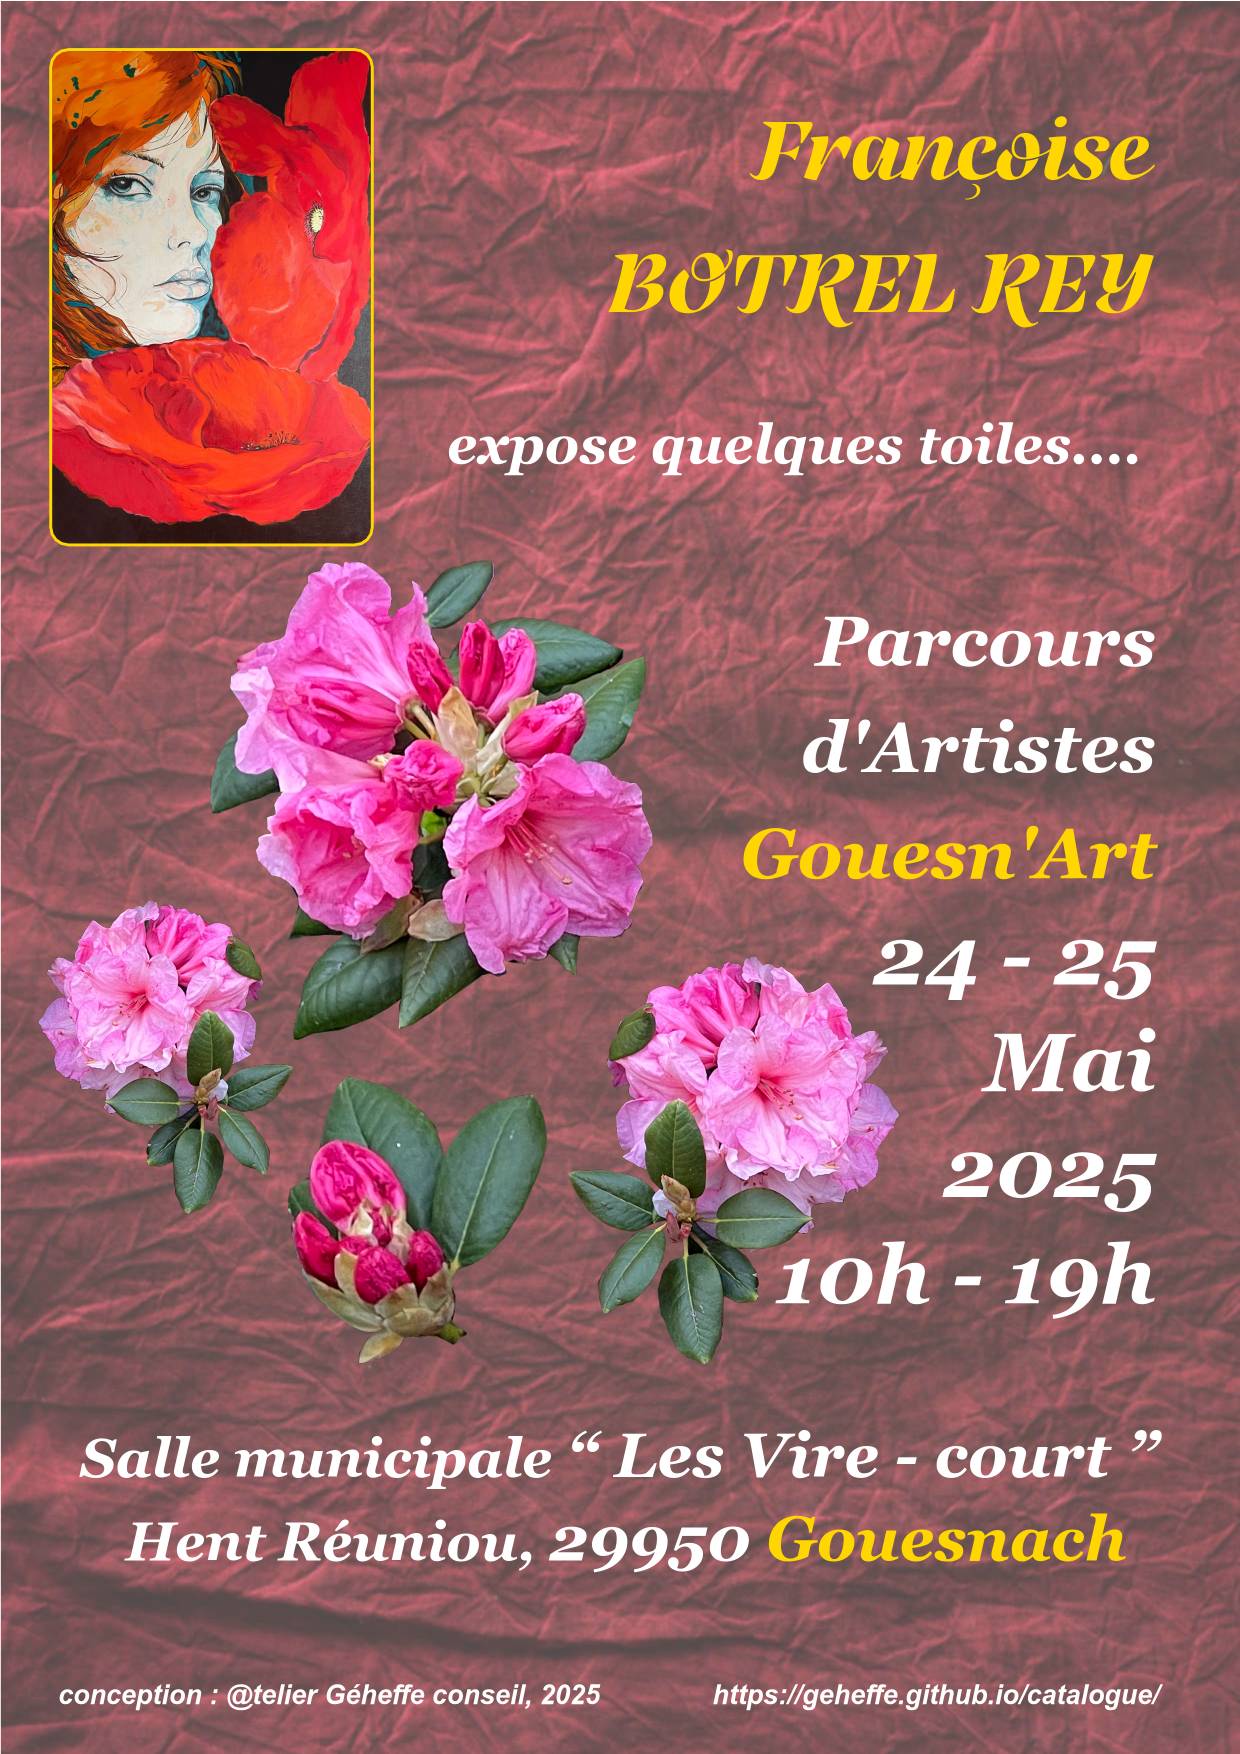 Françoise
BOTREL REY
expose quelques toiles....
Parcours
d'Artistes
Gouesn'Art
24 - 25
Mai
2025
10h - 19h
Salle municipale “ Les Vire - court ”
Hent Réuniou, 29950 Gouesnach
conception : @telier Géheffe conseil, 2025
https://geheffe.github.io/catalogue/